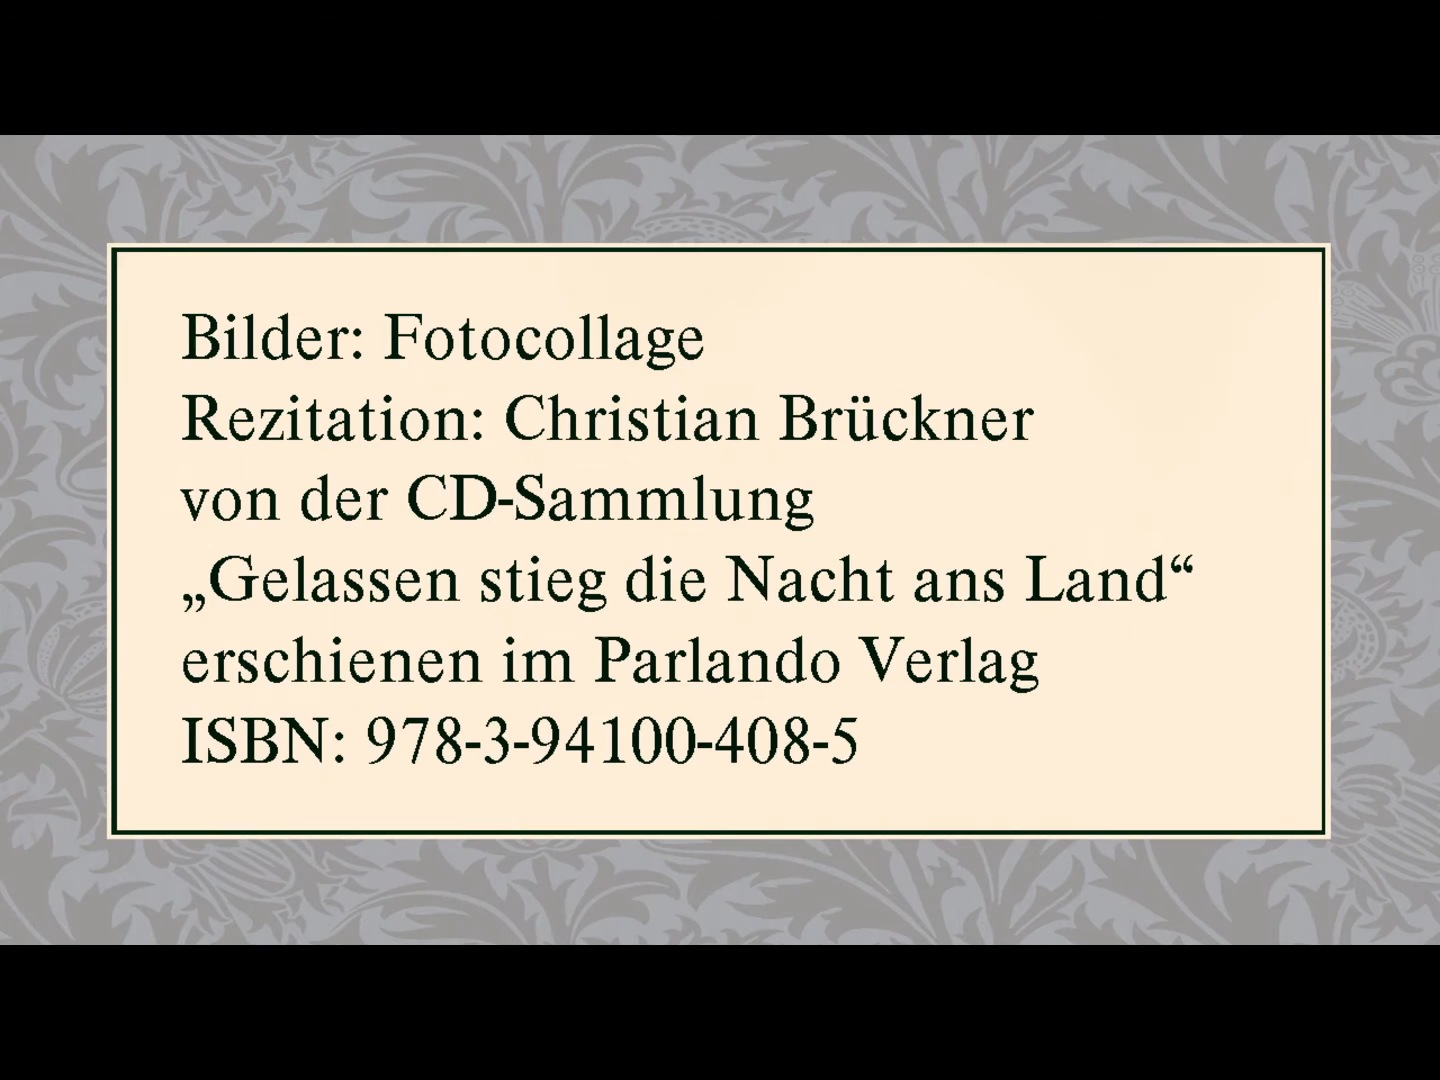 Bilder: Fotocollage
Rezitation: Christian Brückner
von der CD-Sammlung
„Gelassen stieg die Nacht ans Land“
erschienen im Parlando Verlag
ISBN: 978-3-94100-408-5